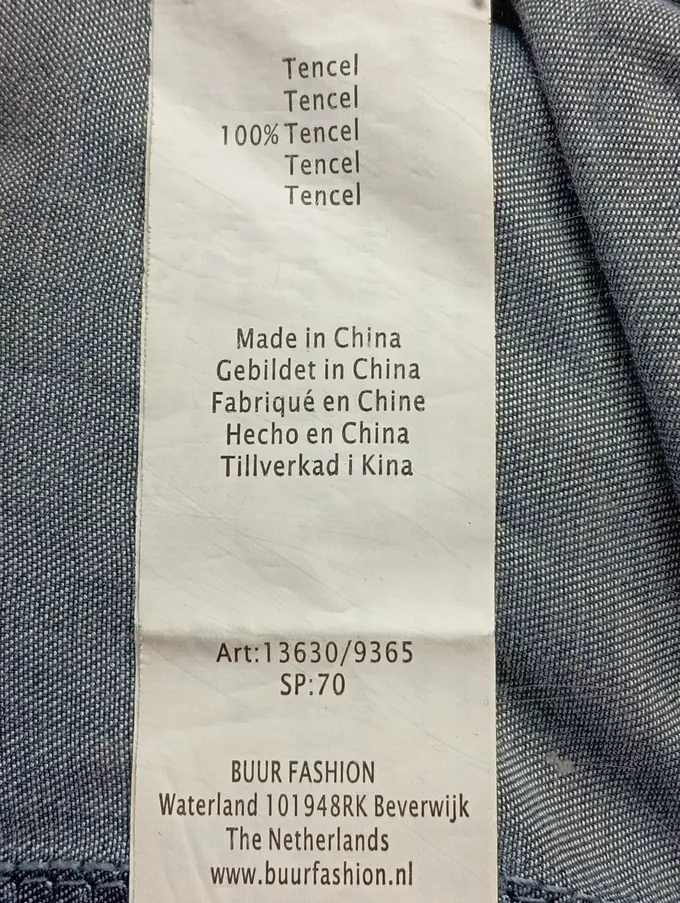 Tencel
Tencel
100% Tencel
Tencel
Tencel
Made in China
Gebildet in China
Fabriqué en Chine
Hecho en China
Tillverkad i Kina
Art:13630/9365
SP:70
BUUR FASHION
Waterland 101948RK Beverwijk
The Netherlands
www.buurfashion.nl